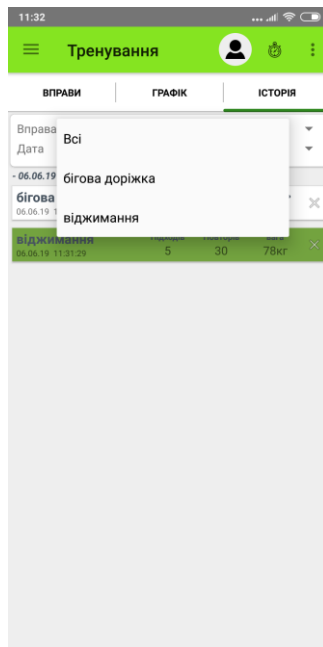 11:32
Тренування
ВПРАВИ
ГРАФІК
ІСТОРІЯ
Вправа
Дата
Всі
бігова доріжка
віджимання
- 06.06.19
бігова
06.06.19 1
віджимання
06.06.19 11:31:29
5 30 78кг